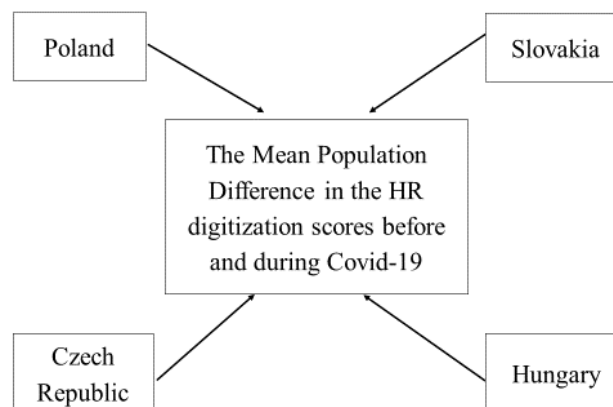 Poland
Slovakia
The Mean Population
Difference in the HR
digitization scores before
and during Covid-19
Czech
Republic
Hungary